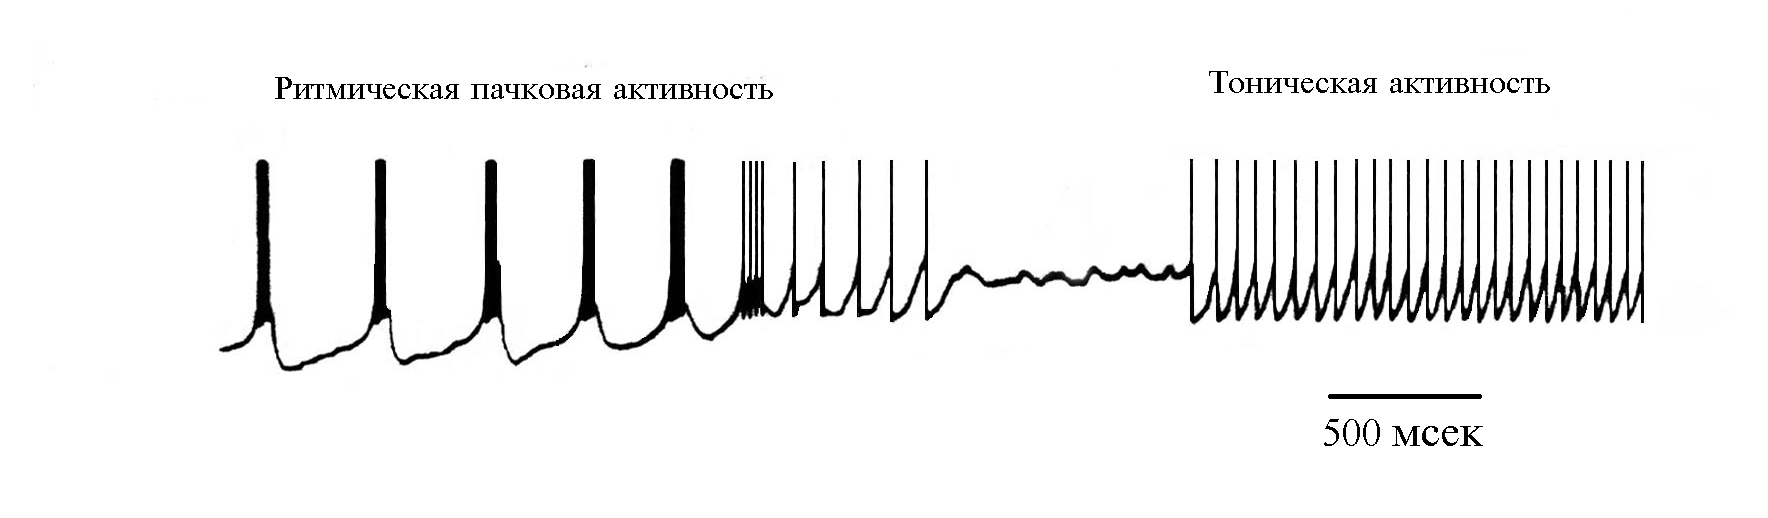 Ритмическая пачковая активность
Тоническая активность
500 мсек